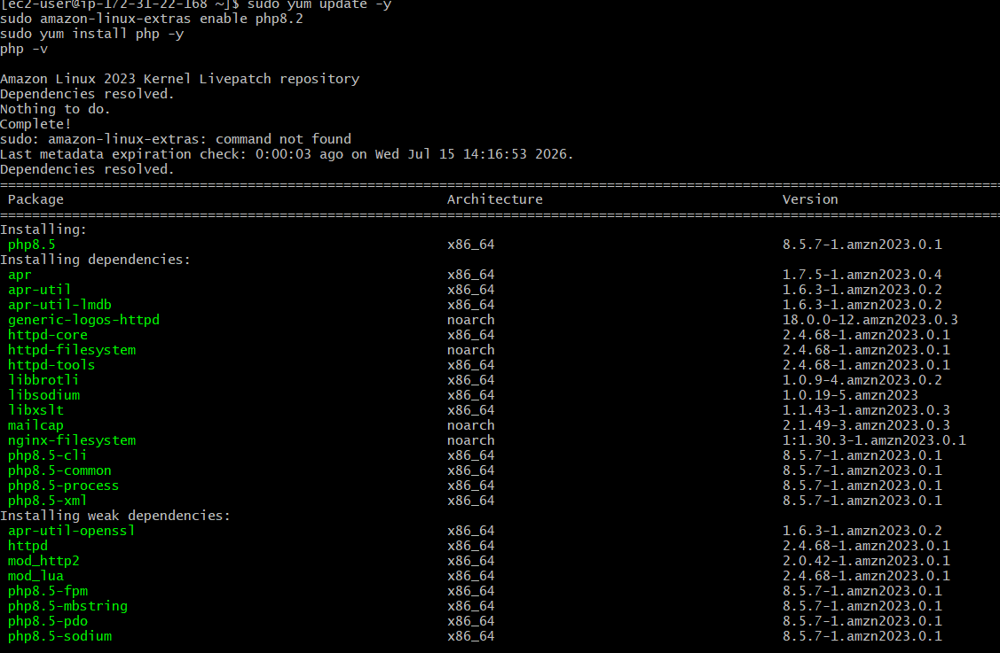 [ec2-user@ip-172-31-22-168 ~]$ sudo yum update -y
sudo amazon-linux-extras enable php8.2
sudo yum install php -y
php -v
Amazon Linux 2023 Kernel Livepatch repository
Dependencies resolved.
Nothing to do.
Complete!
sudo: amazon-linux-extras: command not found
Last metadata expiration check: 0:00:03 ago on Wed Jul 15 14:16:53 2026.
Dependencies resolved.
Package Architecture Version
Installing:
php8.5 x86_64 8.5.7-1.amzn2023.0.1
Installing dependencies:
apr x86_64 1.7.5-1.amzn2023.0.4
apr-util x86_64 1.6.3-1.amzn2023.0.2
apr-util-lmdb x86_64 1.6.3-1.amzn2023.0.2
generic-logos-httpd noarch 18.0.0-12.amzn2023.0.3
httpd-core x86_64 2.4.68-1.amzn2023.0.1
httpd-filesystem noarch 2.4.68-1.amzn2023.0.1
httpd-tools x86_64 2.4.68-1.amzn2023.0.1
libbrotli x86_64 1.0.9-4.amzn2023.0.2
libsodium x86_64 1.0.19-5.amzn2023
libxslt x86_64 1.1.43-1.amzn2023.0.3
mailcap noarch 2.1.49-3.amzn2023.0.3
nginx-filesystem noarch 1:1.30.3-1.amzn2023.0.1
php8.5-cli x86_64 8.5.7-1.amzn2023.0.1
php8.5-common x86_64 8.5.7-1.amzn2023.0.1
php8.5-process x86_64 8.5.7-1.amzn2023.0.1
php8.5-xml x86_64 8.5.7-1.amzn2023.0.1
Installing weak dependencies:
apr-util-openssl x86_64 1.6.3-1.amzn2023.0.2
httpd x86_64 2.4.68-1.amzn2023.0.1
mod_http2 x86_64 2.0.42-1.amzn2023.0.1
mod_lua x86_64 2.4.68-1.amzn2023.0.1
php8.5-fpm x86_64 8.5.7-1.amzn2023.0.1
php8.5-mbstring x86_64 8.5.7-1.amzn2023.0.1
php8.5-pdo x86_64 8.5.7-1.amzn2023.0.1
php8.5-sodium x86_64 8.5.7-1.amzn2023.0.1